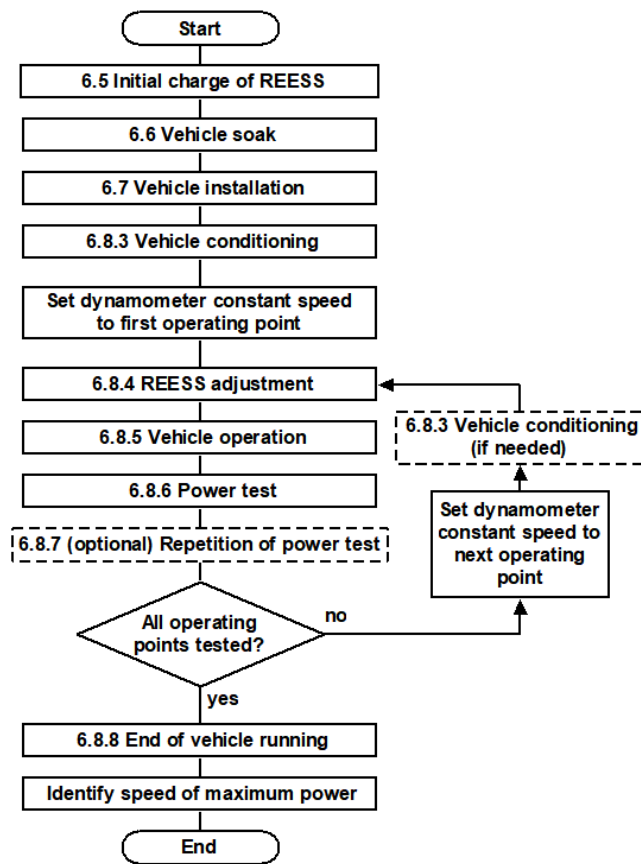 Start
6.5 Initial charge of REESS
6.6 Vehicle soak
6.7 Vehicle installation
6.8.3 Vehicle conditioning
Set dynamometer constant speed
to first operating point
6.8.4 REESS adjustment
6.8.5 Vehicle operation
6.8.6 Power test
6.8.7 (optional) Repetition of power test
All operating
points tested?
no
Set dynamometer
constant speed to
next operating
point
6.8.3 Vehicle conditioning
(if needed)
yes
6.8.8 End of vehicle running
Identify speed of maximum power
End